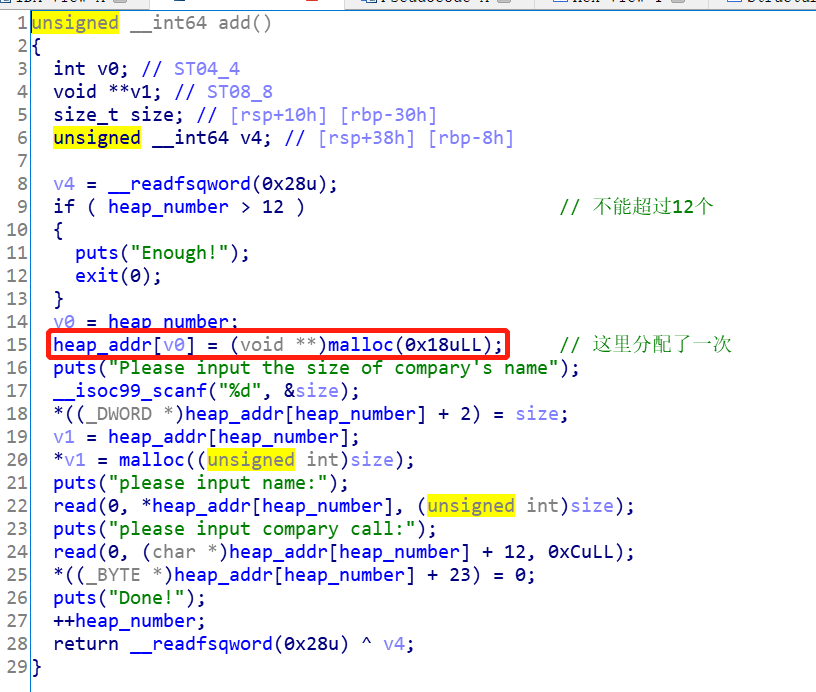 1 unsigned __int64 add()
2 {
3 int v0; // ST04_4
4 void **v1; // ST08_8
5 size_t size; // [rsp+10h] [rbp-30h]
6 unsigned __int64 v4; // [rsp+38h] [rbp-8h]
7
8 v4 = __readfsqword(0x28u);
9 if ( heap_number > 12 ) // 不能超过12个
10 {
11 puts("Enough!");
12 exit(0);
13 }
14 v0 = heap_number;
15 heap_addr[v0] = (void **)malloc(0x18uLL); // 这里分配了一次
16 puts("Please input the size of compary's name");
17 __isoc99_scanf("%d", &size);
18 *((_DWORD *)heap_addr[heap_number] + 2) = size;
19 v1 = heap_addr[heap_number];
20 *v1 = malloc((unsigned int)size);
21 puts("please input name:");
22 read(0, *heap_addr[heap_number], (unsigned int)size);
23 puts("please input compary call:");
24 read(0, (char *)heap_addr[heap_number] + 12, 0xCuLL);
25 *((_BYTE *)heap_addr[heap_number] + 23) = 0;
26 puts("Done!");
27 ++heap_number;
28 return __readfsqword(0x28u) ^ v4;
29 }